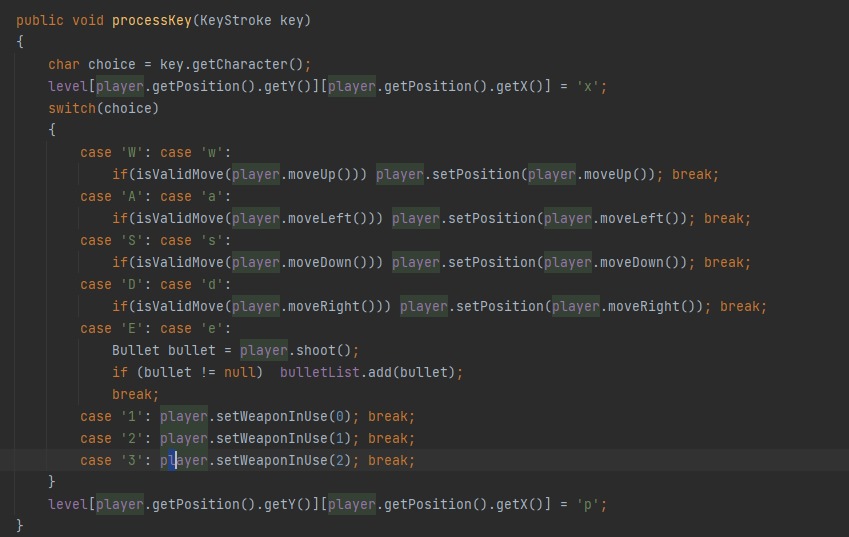 public void processKey(KeyStroke key)
{
    char choice = key.getCharacter();
    level[player.getPosition().getY()][player.getPosition().getX()] = 'x';
    switch(choice)
    {
        case 'W': case 'w':
            if(isValidMove(player.moveUp())) player.setPosition(player.moveUp()); break;
        case 'A': case 'a':
            if(isValidMove(player.moveLeft())) player.setPosition(player.moveLeft()); break;
        case 'S': case 's':
            if(isValidMove(player.moveDown())) player.setPosition(player.moveDown()); break;
        case 'D': case 'd':
            if(isValidMove(player.moveRight())) player.setPosition(player.moveRight()); break;
        case 'E': case 'e':
            Bullet bullet = player.shoot();
            if (bullet != null)  bulletList.add(bullet);
            break;
        case '1': player.setWeaponInUse(0); break;
        case '2': player.setWeaponInUse(1); break;
        case '3': player.setWeaponInUse(2); break;
    }
    level[player.getPosition().getY()][player.getPosition().getX()] = 'p';
}